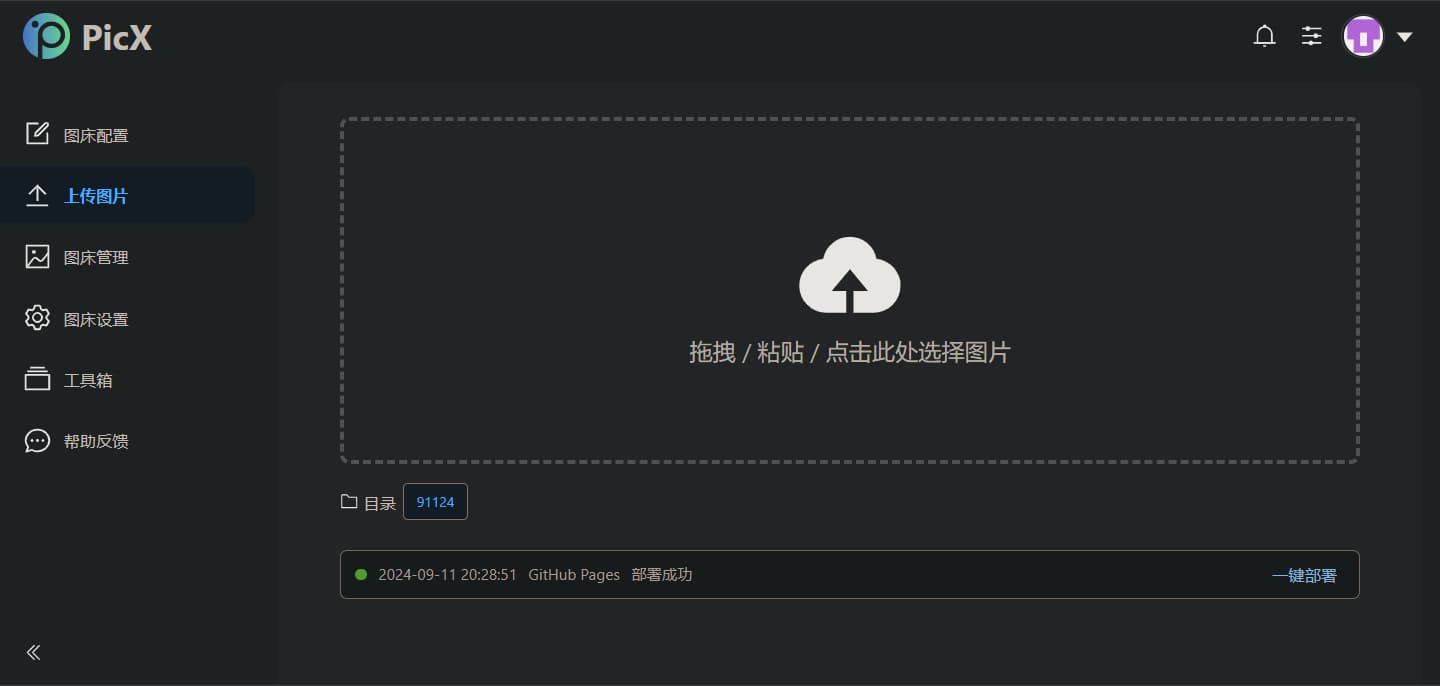 PicX
图床配置
上传图片
图床管理
图床设置
工具箱
帮助反馈
拖拽 / 粘贴 / 点击此处选择图片
目录 91124
2024-09-11 20:28:51 GitHub Pages 部署成功 一键部署